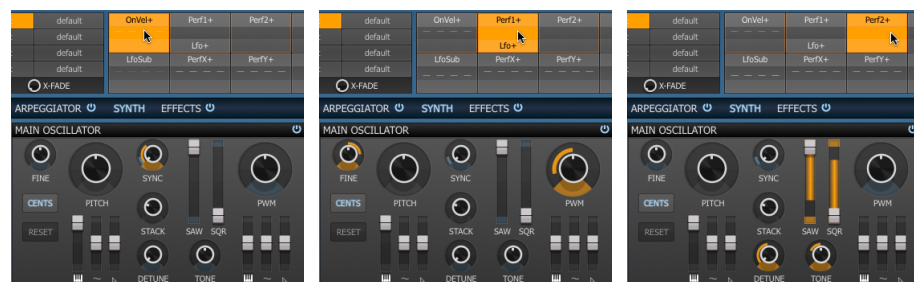 default OnVel+ Perf1+ Perf2+
default
default Lfo+
default LfoSub PerfX+ PerfY+
X-FADE
ARPEGGIATOR SYNTH EFFECTS
MAIN OSCILLATOR
FINE SYNC
CENTS PITCH PWM
RESET STACK SAW SQR
DETUNE TONE
default OnVel+ Perf1+ Perf2+
default
default Lfo+
default LfoSub PerfX+ PerfY+
X-FADE
ARPEGGIATOR SYNTH EFFECTS
MAIN OSCILLATOR
FINE SYNC
CENTS PITCH PWM
RESET STACK SAW SQR
DETUNE TONE
default OnVel+ Perf1+ Perf2+
default
default Lfo+
default LfoSub PerfX+ PerfY+
X-FADE
ARPEGGIATOR SYNTH EFFECTS
MAIN OSCILLATOR
FINE SYNC
CENTS PITCH PWM
RESET STACK SAW SQR
DETUNE TONE